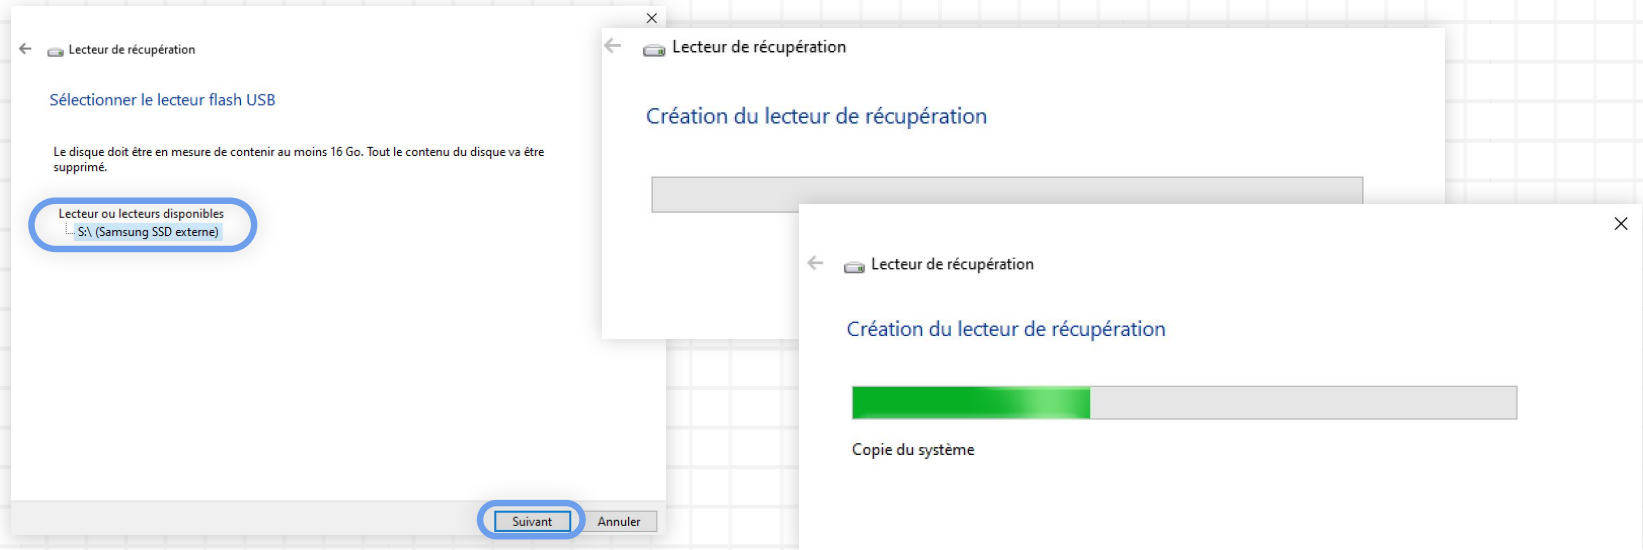 Lecteur de récupération
Sélectionner le lecteur flash USB
Le disque doit être en mesure de contenir au moins 16 Go. Tout le contenu du disque va être
supprimé.
Lecteur ou lecteurs disponibles
S:\ (Samsung SSD externe)
Suivant
Annuler
Lecteur de récupération
Création du lecteur de récupération
Lecteur de récupération
Création du lecteur de récupération
Copie du système